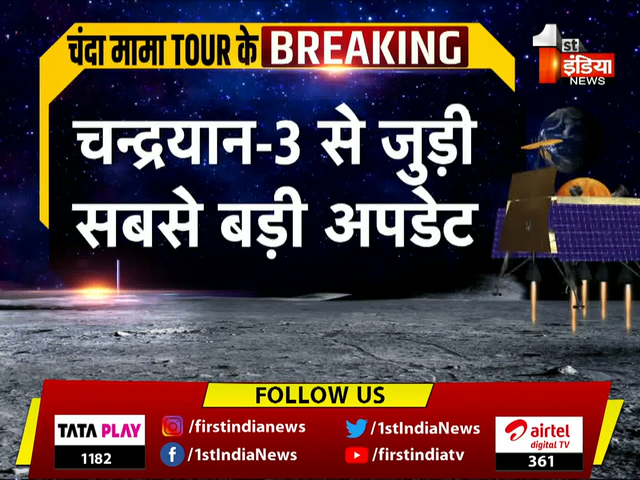 चंदा मामा TOUR के BREAKING
1st
इंडिया
NEWS
चन्द्रयान-3 से जुड़ी
सबसे बड़ी अपडेट
FOLLOW US
TATA PLAY
1182
/firstindianews
/1stIndiaNews
/1stIndiaNews
/firstindiatv
airtel
digital TV
361